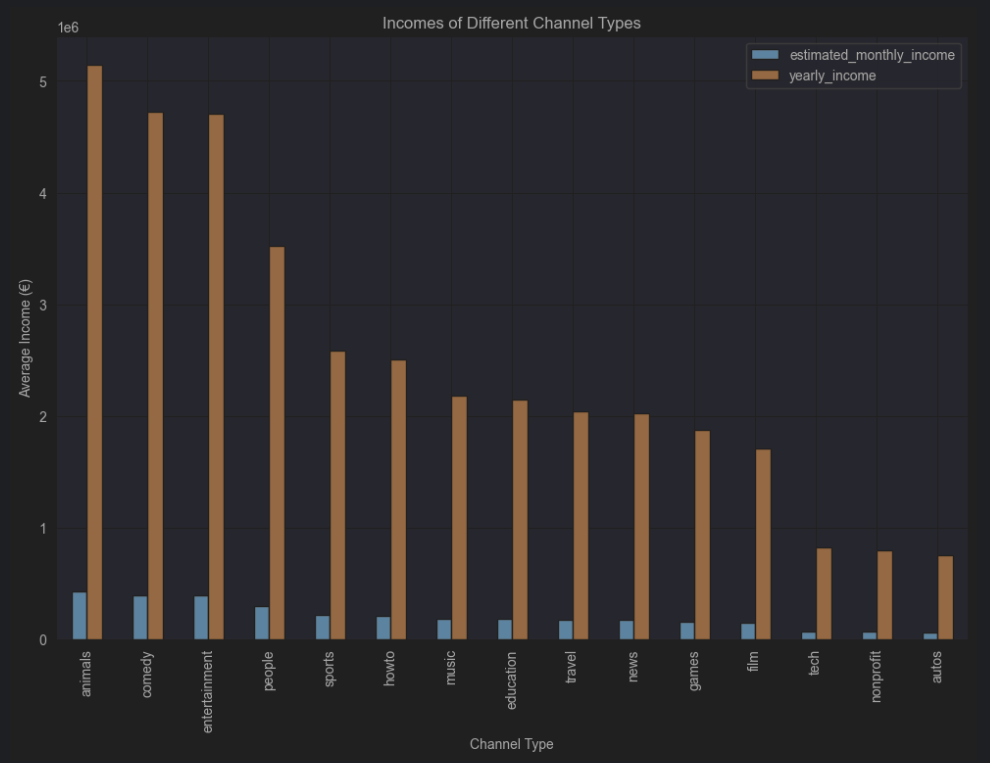 Incomes of Different Channel Types
1e6
estimated_monthly_income
yearly_income
Average Income (€)
5
4
3
2
1
0
animals
comedy
entertainment
people
sports
howto
music
education
travel
news
games
film
tech
nonprofit
autos
Channel Type